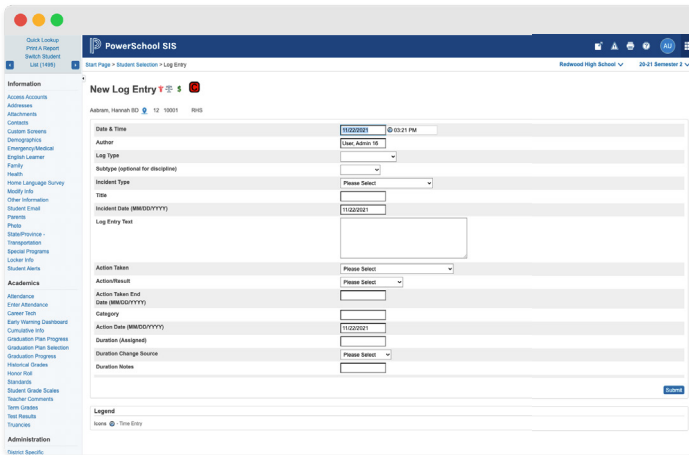 Quick Lookup
Print A Report
Switch Student
List (1498)
PowerSchool SIS
AU
Start Page > Student Selection > Log Entry
Redwood High School
20-21 Semester 2
Information
Access Accounts
Addresses
Attachments
Contacts
Custom Screens
Demographics
Emergency/Medical
English Learner
Family
Health
Home Language Survey
Modify Info
Other Information
Student Email
Parents
Photo
State/Province -
Transportation
Special Programs
Locker Info
Student Alerts
Academics
Attendance
Enter Attendance
Career Tech
Early Warning Dashboard
Cumulative Info
Graduation Plan Progress
Graduation Plan Selection
Graduation Progress
Historical Grades
Honor Roll
Standards
Student Grade Scales
Teacher Comments
Term Grades
Test Results
Truancies
Administration
District Specific
New Log Entry
Aabram, Hannah BD 12 10001 RHS
Date & Time 11/22/2021 03:21 PM
Author User, Admin 16
Log Type
Subtype (optional for discipline)
Incident Type Please Select
Title
Incident Date (MM/DD/YYYY) 11/22/2021
Log Entry Text
Action Taken Please Select
Action/Result Please Select
Action Taken End
Date (MM/DD/YYYY)
Category
Action Date (MM/DD/YYYY) 11/22/2021
Duration (Assigned)
Duration Change Source Please Select
Duration Notes
Submit
Legend
Icons - Time Entry